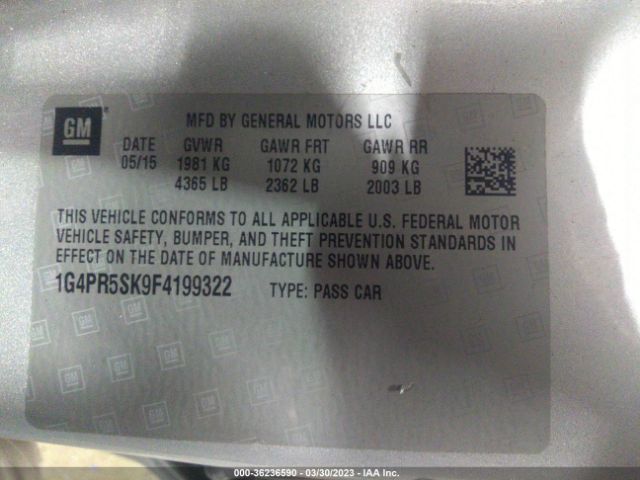 GM
MFD BY GENERAL MOTORS LLC
DATE GVWR GAWR FRT GAWR RR
05/15 1981 KG 1072 KG 909 KG
4365 LB 2362 LB 2003 LB
THIS VEHICLE CONFORMS TO ALL APPLICABLE U.S. FEDERAL MOTOR
VEHICLE SAFETY, BUMPER, AND THEFT PREVENTION STANDARDS IN
EFFECT ON THE DATE OF MANUFACTURE SHOWN ABOVE.
1G4PR5SK9F4199322 TYPE: PASS CAR
000-36236590 — 03/30/2023 — IAA Inc.